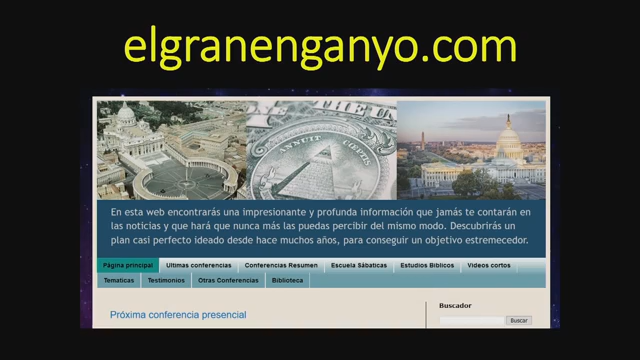 elgranenganyo.com
ANNUIT CŒPTIS
En esta web encontrarás una impresionante y profunda información que jamás te contarán en
las noticias y que hará que nunca más las puedas percibir del mismo modo. Descubrirás un
plan casi perfecto ideado desde hace muchos años, para conseguir un objetivo estremecedor.
Página principal Ultimas conferencias Conferencias Resumen Escuela Sábaticas Estudios Bíblicos Videos cortos
Tematicas Testimonios Otras Conferencias Biblioteca
Buscador
Próxima conferencia presencial
Buscar